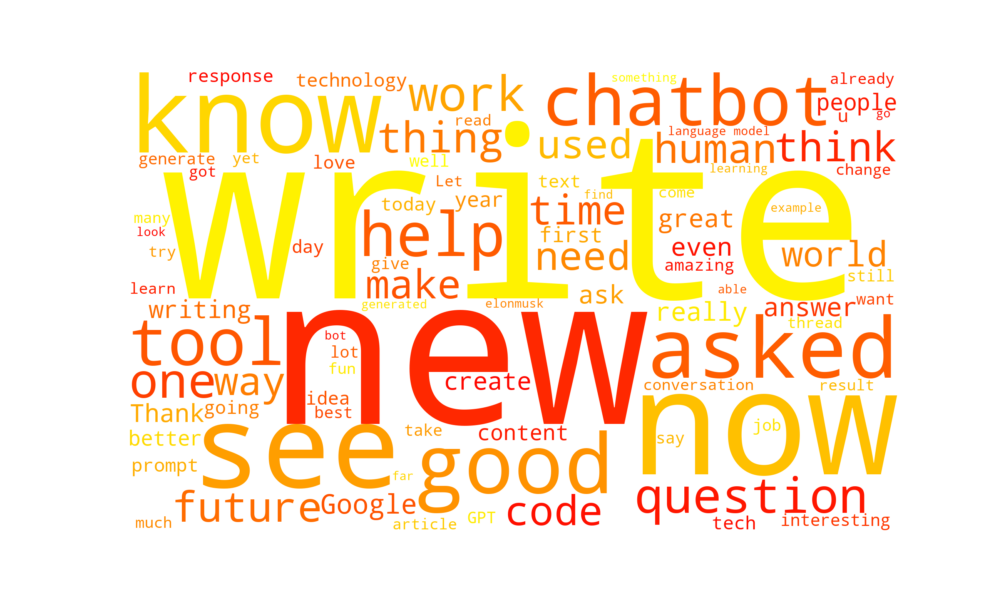 response
technology
something
already
know
work
chatbot
people
u
go
thing
read
used
language model
human
think
generate
yet
got
love
well
learning
change
write
Let
text
find
come
many
look
today
year
time
great
example
try
day
help
first
need
even
world
give
amazing
still
learn
make
ask
able
writing
generated
elonmusk
really
answer
want
thread
tool
new
bot
lot
fun
asked
one
way
create
conversation
result
idea
best
Thank
going
now
better
see
take
content
say
job
prompt
far
good
future
Google
code
question
much
article
GPT
tech
interesting